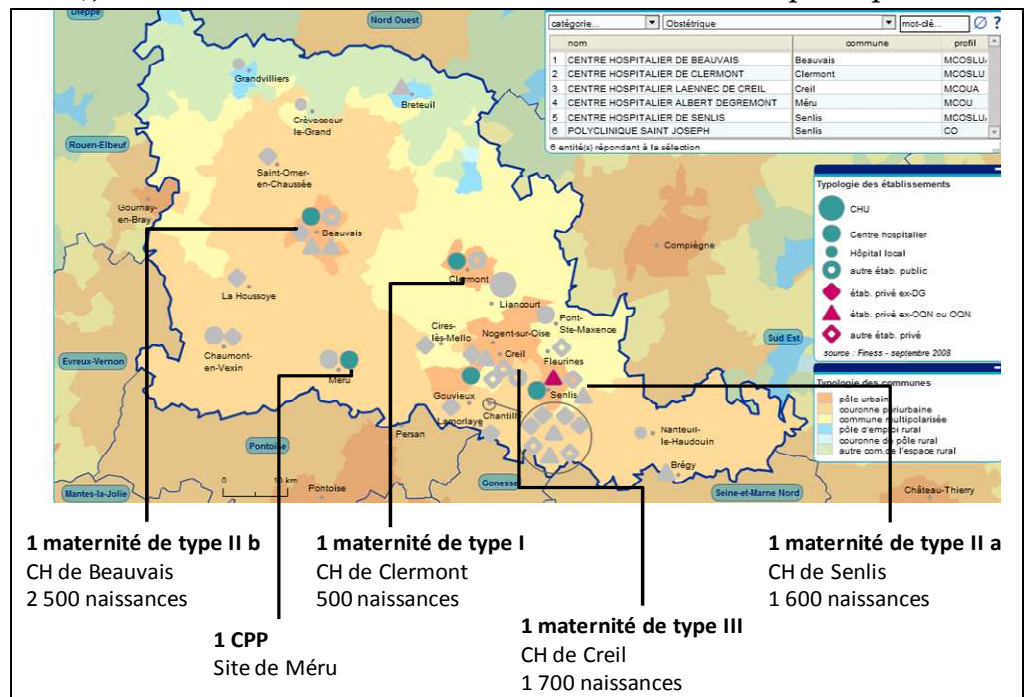 Dieppe
Nord Ouest
catégorie...
Obstétrique
mot-clé...
?
nom
commune
profil
1 CENTRE HOSPITALIER DE BEAUVAIS Beauvais MCOSLU
2 CENTRE HOSPITALIER DE CLERMONT Clermont MCOSLU
3 CENTRE HOSPITALIER LAENNEC DE CREIL Creil MCOUA
4 CENTRE HOSPITALIER ALBERT DEGREMONT Méru MCOU
5 CENTRE HOSPITALIER DE SENLIS Senlis MCOSLU
6 POLYCLINIQUE SAINT JOSEPH Senlis CO
6 entité(s) répondant à la sélection
Grandvilliers
Breteuil
Crèvecoeur
le-Grand
Rouen-Elbeuf
Saint-Omer-
en-Chaussée
Gournay-
en-Bray
Beauvais
Compiègne
Clermont
La Houssoye
Liancourt
Pont-
Ste-Maxence
Cires-
lès-Mello
Nogent-sur-Oise
Creil
Fleurines
Sud Est
Evreux-Vernon
Chaumont-
en-Vexin
Méru
Gouvieux
Senlis
Chantilly
Lamorlaye
Persan
Nanteuil-
le-Haudouin
Pontoise
Brégy
Mantes-la-Jolie
0 10 km
Pontoise
Gonesse
Seine-et-Marne Nord
Château-Thierry
Typologie des établissements
CHU
Centre hospitalier
Hôpital local
autre étab. public
étab. privé ex-DG
étab. privé ex-OQN ou OQN
autre étab. privé
source : Finess - septembre 2008
Typologie des communes
pôle urbain
couronne périurbaine
commune multipolarisée
pôle d'emploi rural
couronne de pôle rural
autre com.de l'espace rural
1 maternité de type II b
CH de Beauvais
2 500 naissances
1 maternité de type I
CH de Clermont
500 naissances
1 maternité de type II a
CH de Senlis
1 600 naissances
1 CPP
Site de Méru
1 maternité de type III
CH de Creil
1 700 naissances